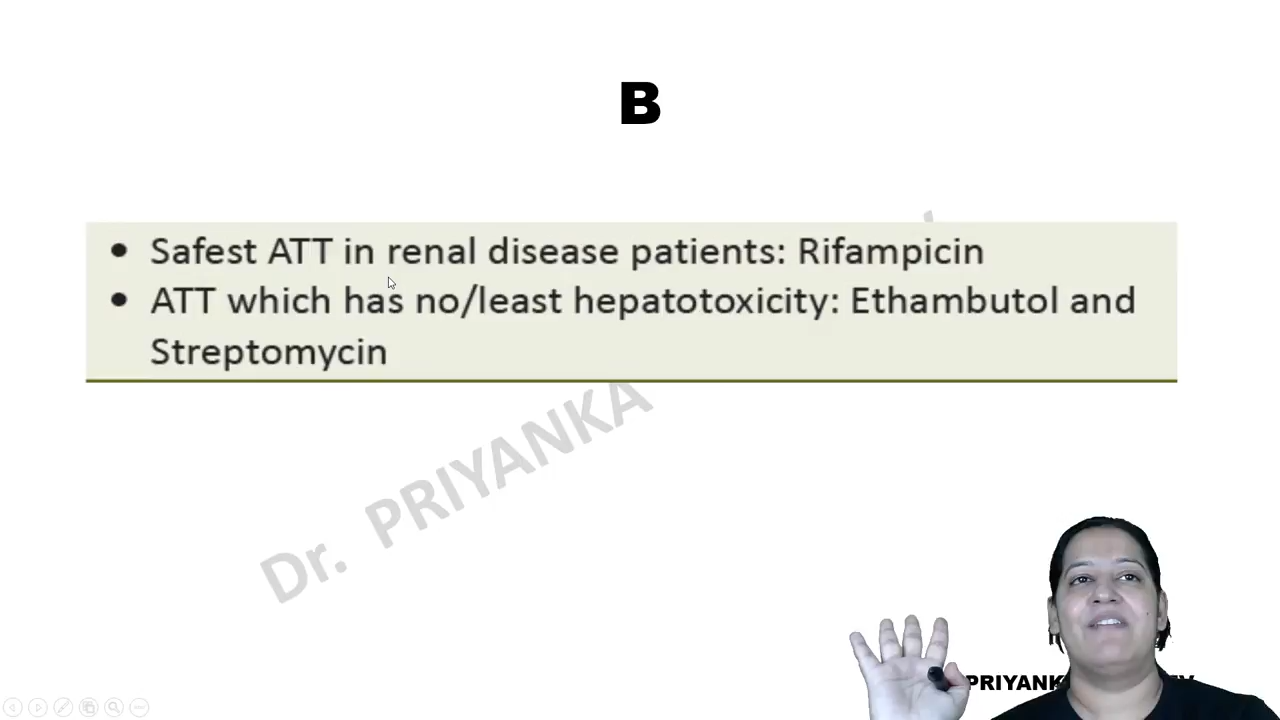 B
• Safest ATT in renal disease patients: Rifampicin
• ATT which has no/least hepatotoxicity: Ethambutol and
Streptomycin
Dr. PRIYANKA